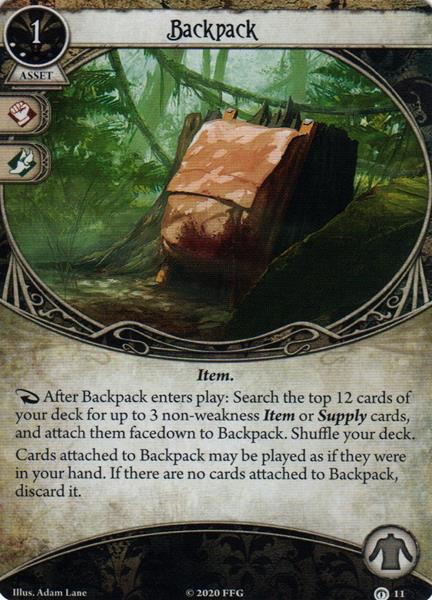 Backpack
1
ASSET
Item.
After Backpack enters play: Search the top 12 cards of
your deck for up to 3 non-weakness Item or Supply cards,
and attach them facedown to Backpack. Shuffle your deck.
Cards attached to Backpack may be played as if they were
in your hand. If there are no cards attached to Backpack,
discard it.
Illus. Adam Lane
© 2020 FFG
11